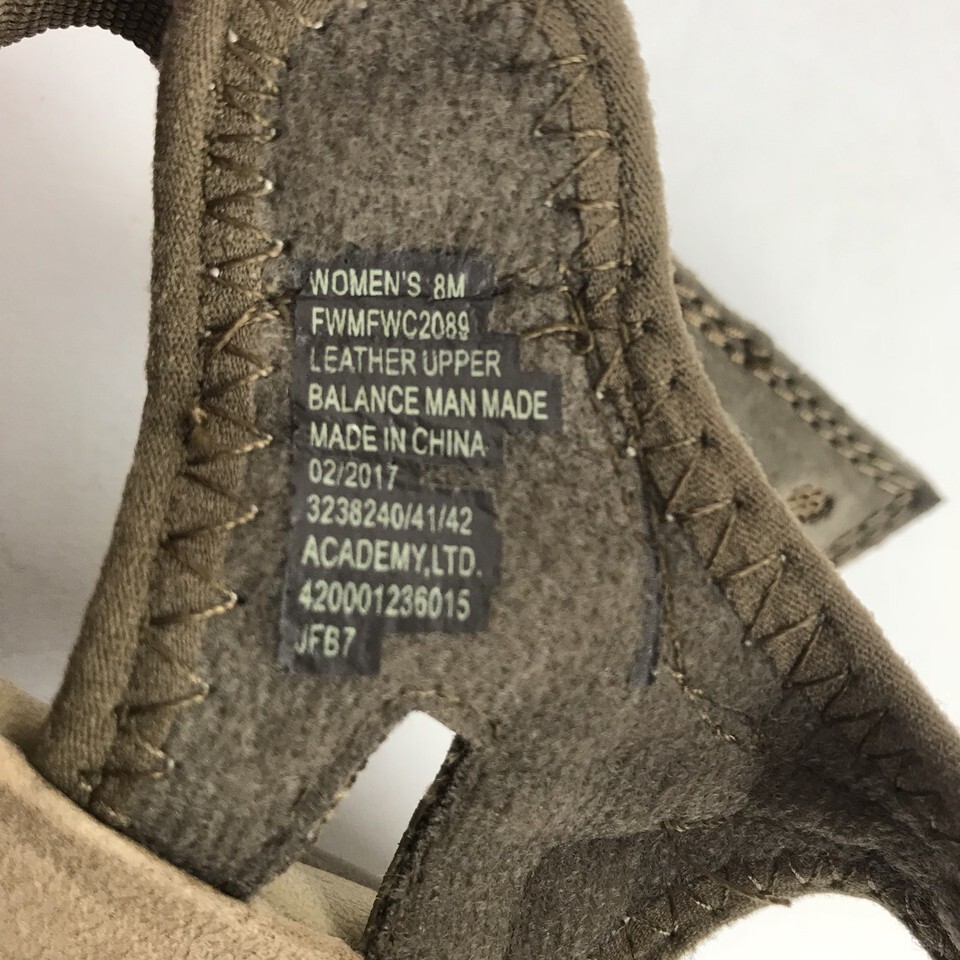 WOMEN'S 8M
FWMFWC2089
LEATHER UPPER
BALANCE MAN MADE
MADE IN CHINA
02/2017
3238240/41/42
ACADEMY,LTD.
420001236015
JFB7